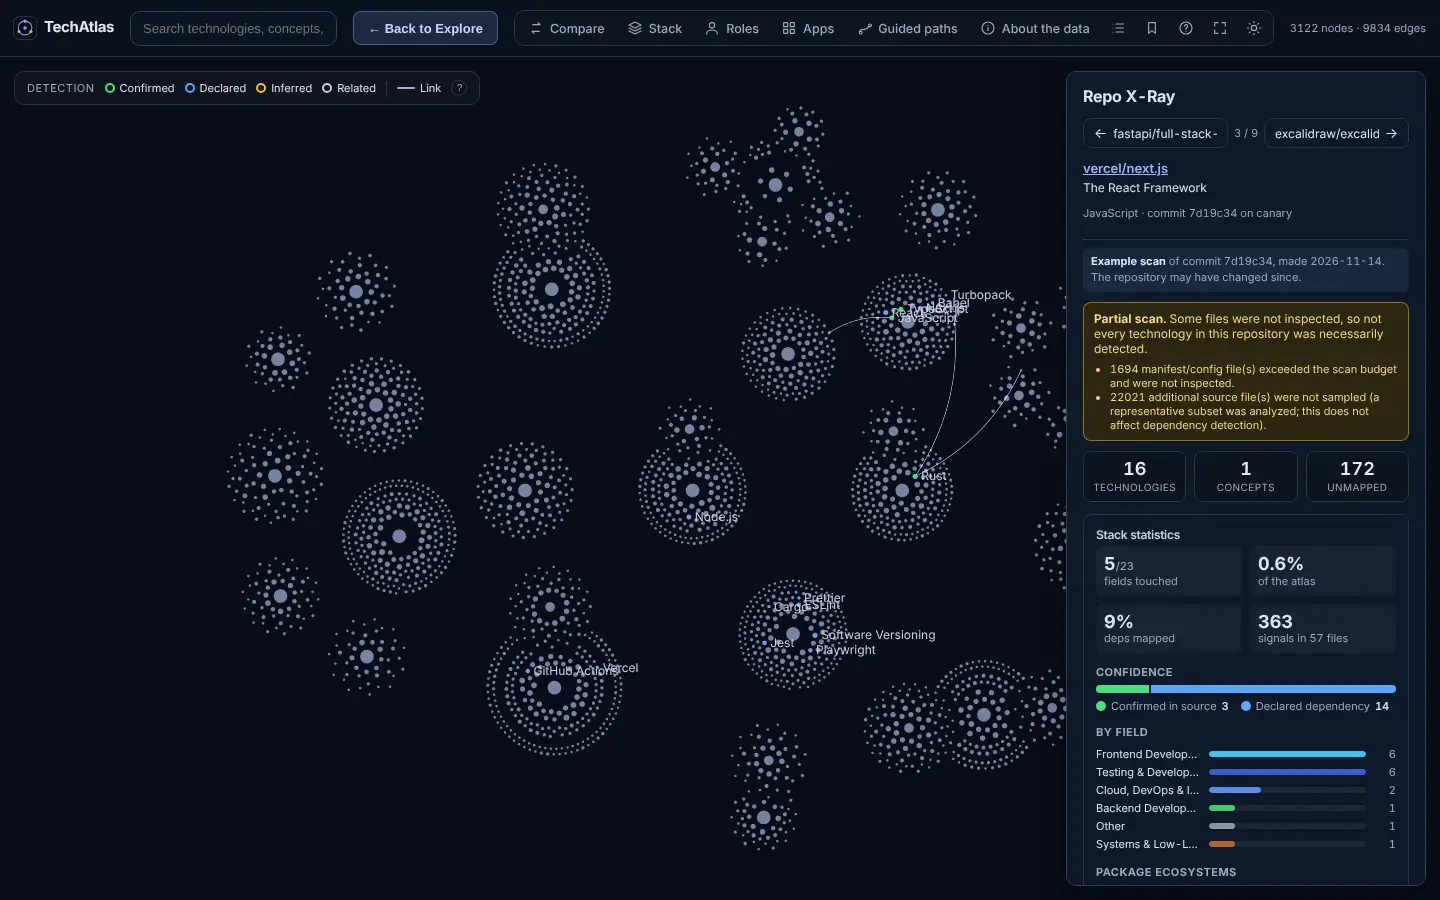 TechAtlas
Search technologies, concepts,
← Back to Explore
Compare
Stack
Roles
Apps
Guided paths
About the data
3122 nodes · 9834 edges
DETECTION
Confirmed
Declared
Inferred
Related
Link
?
Turbopack
Babel
TypeScript
React
JavaScript
Rust
Node.js
Prettier
Cargo
ESLint
Software Versioning
Jest
Playwright
GitHub Actions
Vercel
Repo X-Ray
← fastapi/full-stack-
3 / 9
excalidraw/excalid →
vercel/next.js
The React Framework
JavaScript · commit 7d19c34 on canary
Example scan of commit 7d19c34, made 2026-11-14.
The repository may have changed since.
Partial scan. Some files were not inspected, so not
every technology in this repository was necessarily
detected.
• 1694 manifest/config file(s) exceeded the scan budget
and were not inspected.
• 22021 additional source file(s) were not sampled (a
representative subset was analyzed; this does not
affect dependency detection).
16
TECHNOLOGIES
1
CONCEPTS
172
UNMAPPED
Stack statistics
5/23
fields touched
0.6%
of the atlas
9%
deps mapped
363
signals in 57 files
CONFIDENCE
Confirmed in source 3
Declared dependency 14
BY FIELD
Frontend Develop... 6
Testing & Develop... 6
Cloud, DevOps & I... 2
Backend Develop... 1
Other 1
Systems & Low-L... 1
PACKAGE ECOSYSTEMS